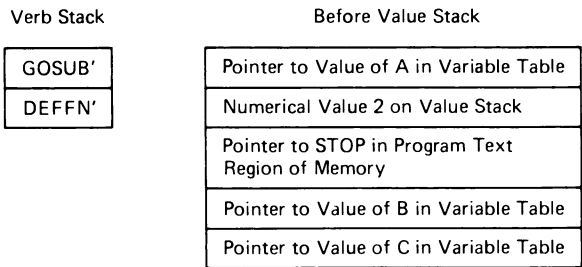 Verb Stack
Before Value Stack
GOSUB'
DEFFN'
Pointer to Value of A in Variable Table
Numerical Value 2 on Value Stack
Pointer to STOP in Program Text
Region of Memory
Pointer to Value of B in Variable Table
Pointer to Value of C in Variable Table